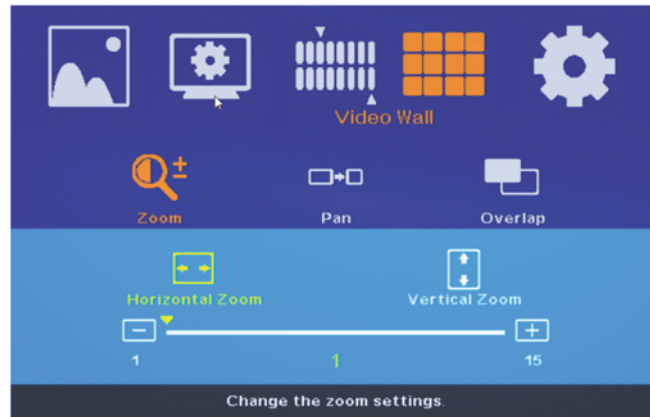 Video Wall
Zoom
Pan
Overlap
Horizontal Zoom
Vertical Zoom
1
1
15
Change the zoom settings.